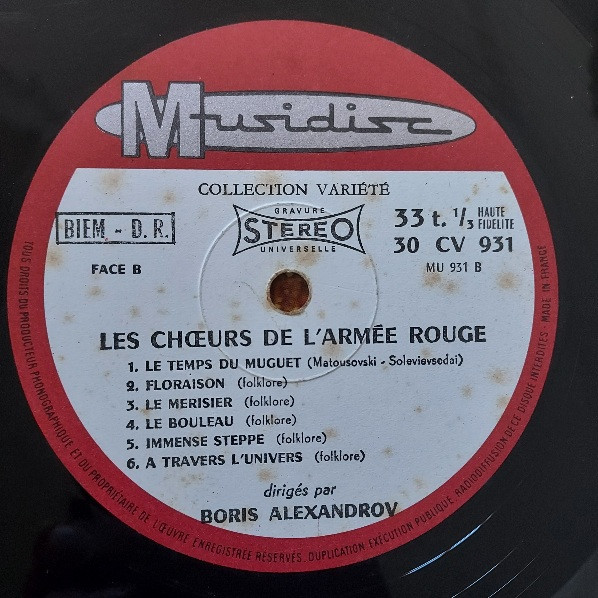 Musidisc
COLLECTION VARIÉTÉ
BIEM - D. R.
GRAVURE
STEREO
UNIVERSELLE
33 t. 1/3 HAUTE FIDELITE
30 CV 931
FACE B
MU 931 B
LES CHŒURS DE L'ARMÉE ROUGE
1. LE TEMPS DU MUGUET (Matousovski - Solevievsedai)
2. FLORAISON (folklore)
3. LE MERISIER (folklore)
4. LE BOULEAU (folklore)
5. IMMENSE STEPPE (folklore)
6. A TRAVERS L'UNIVERS (folklore)
dirigés par
BORIS ALEXANDROV
TOUS DROITS DU PRODUCTEUR PHONOGRAPHIQUE ET DU PROPRIÉTAIRE DE L'ŒUVRE ENREGISTRÉE RÉSERVÉS. DUPLICATION EXÉCUTION PUBLIQUE, RADIODIFFUSION DE CE DISQUE INTERDITES - MADE IN FRANCE